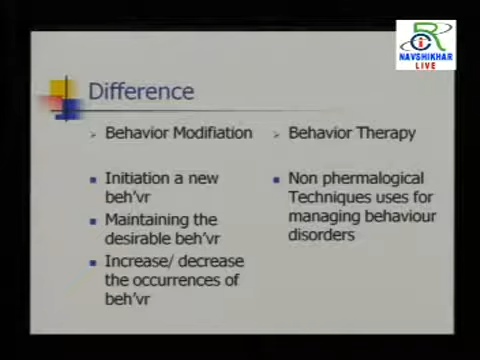 NAVSHIKHAR
LIVE
Difference
Behavior Modifiation
Initiation a new
beh'vr
Maintaining the
desirable beh'vr
Increase/ decrease
the occurrences of
beh'vr
Behavior Therapy
Non phermalogical
Techniques uses for
managing behaviour
disorders